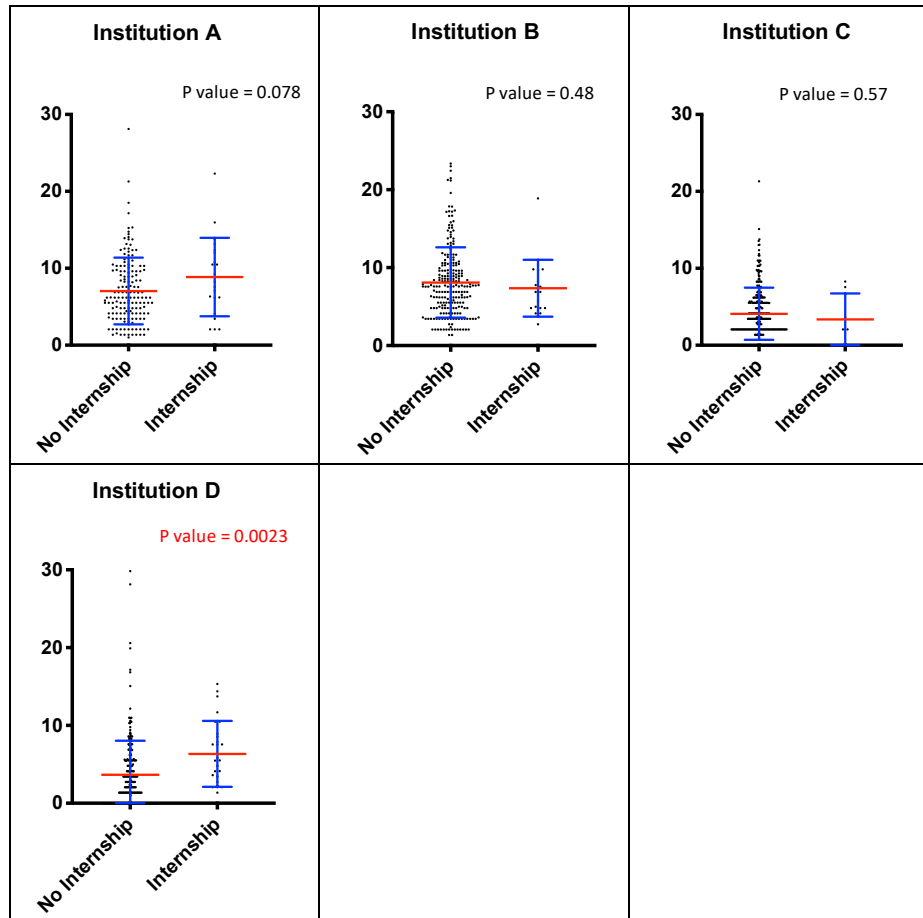 Institution A
P value = 0.078
30
20
10
0
No Internship
Internship
Institution B
P value = 0.48
30
20
10
0
No Internship
Internship
Institution C
P value = 0.57
30
20
10
0
No Internship
Internship
Institution D
P value = 0.0023
30
20
10
0
No Internship
Internship